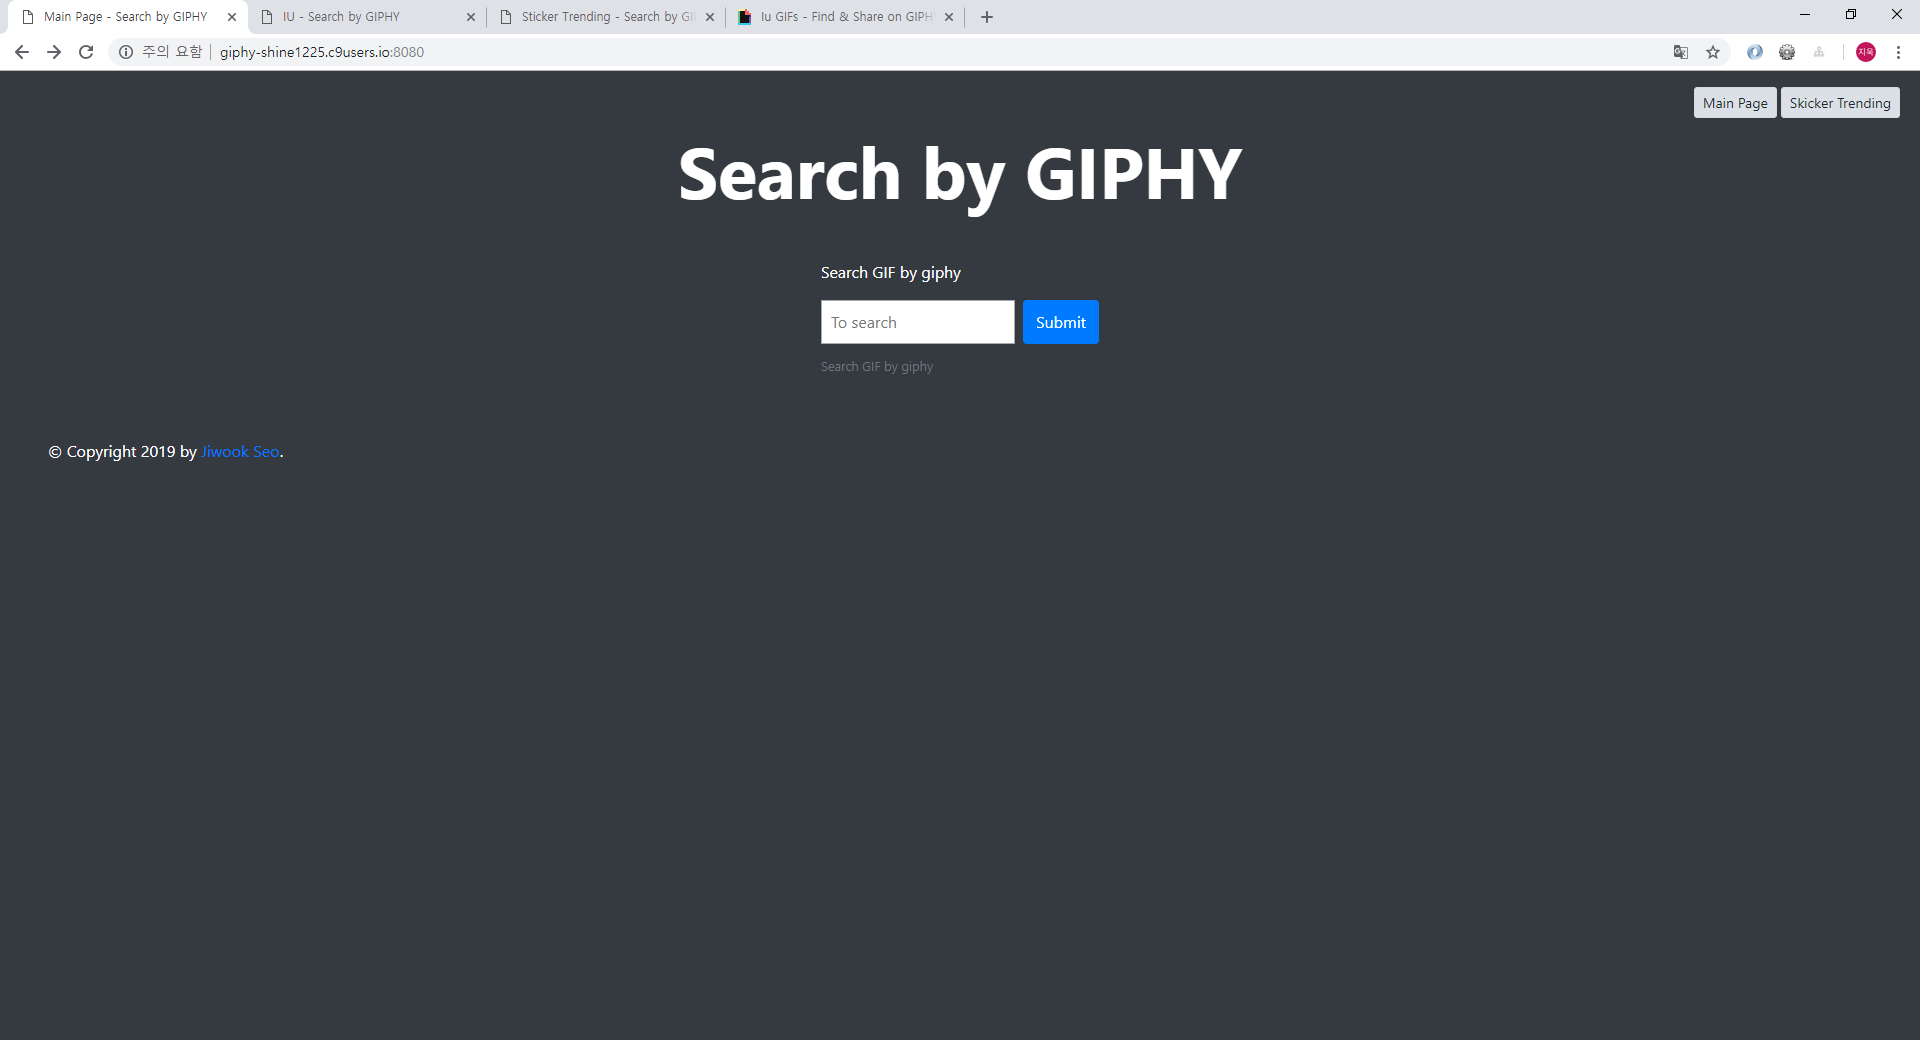 Main Page - Search by GIPHY
IU - Search by GIPHY
Sticker Trending - Search by GI
Iu GIFs - Find & Share on GIPH
주의 요함 giphy-shine1225.c9users.io:8080
지욱
Main Page
Skicker Trending
Search by GIPHY
Search GIF by giphy
To search
Submit
Search GIF by giphy
© Copyright 2019 by Jiwook Seo.